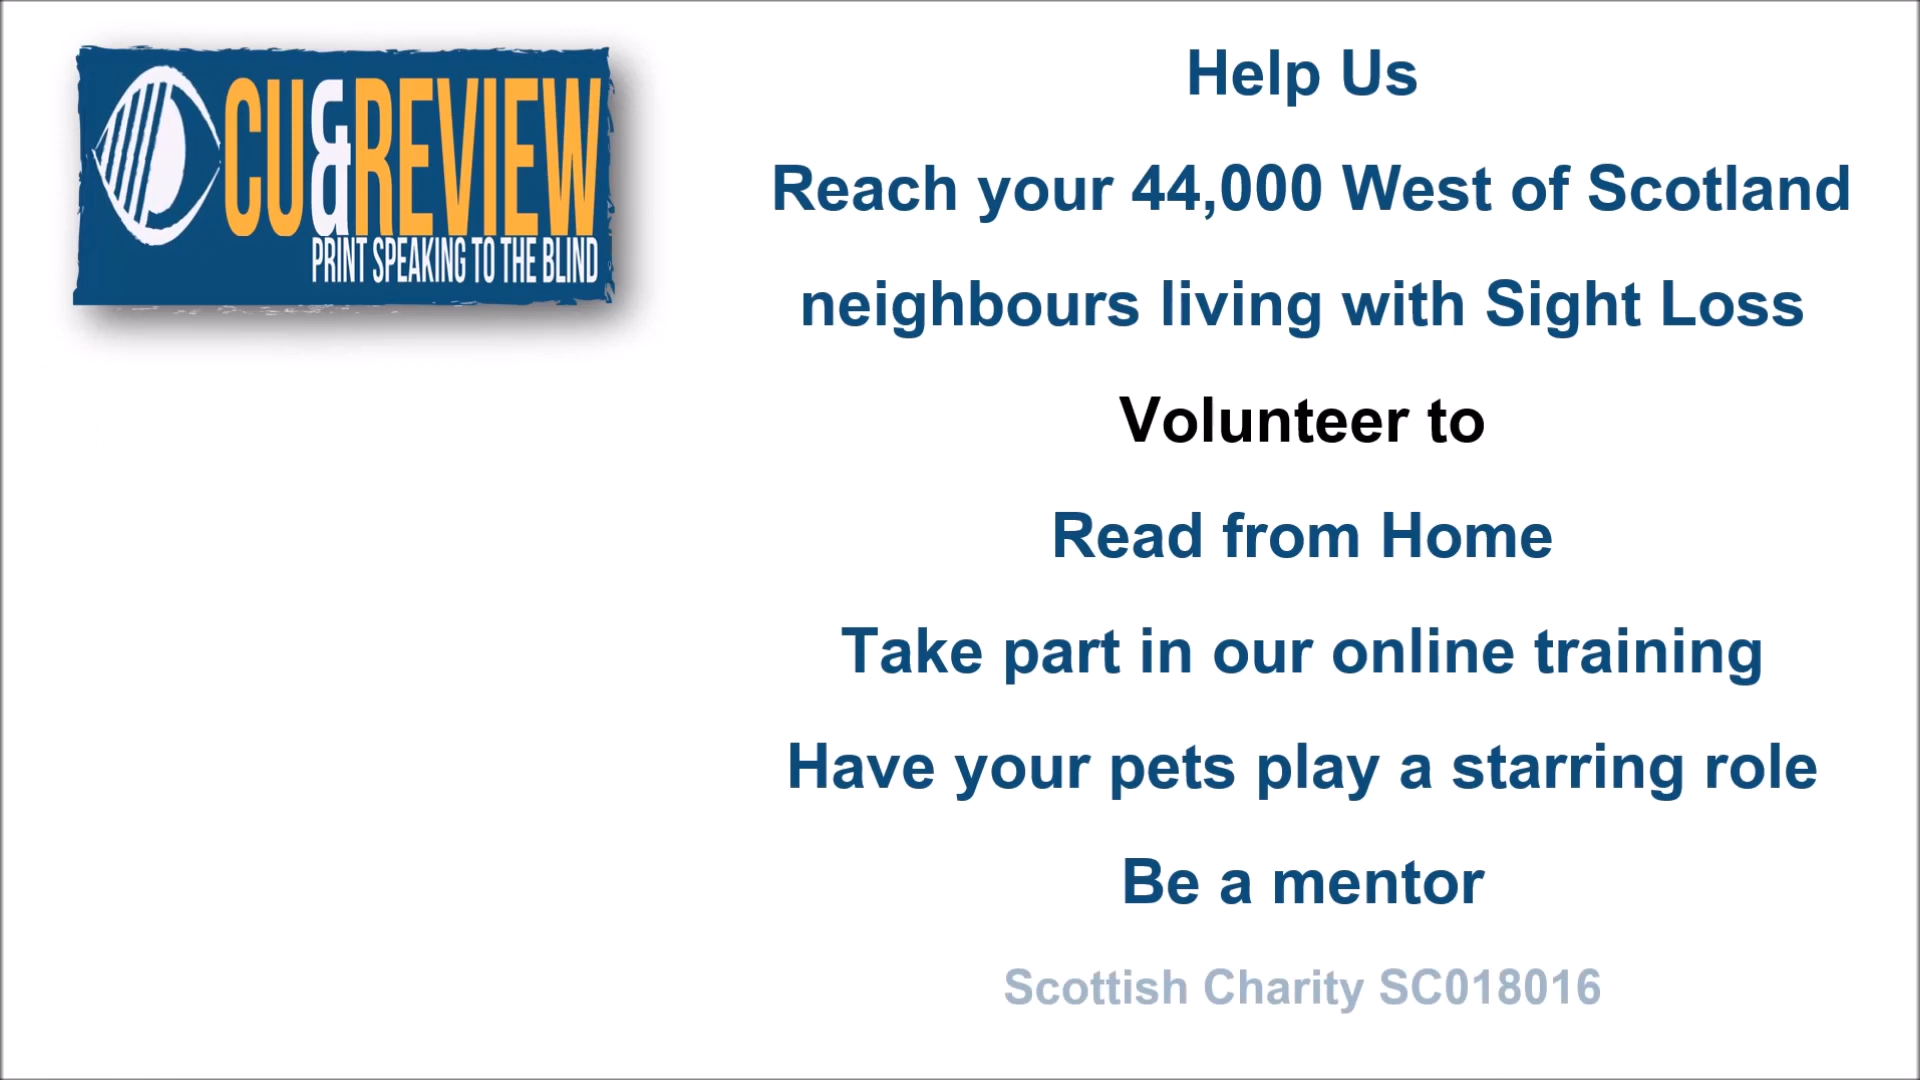 CU&REVIEW
PRINT SPEAKING TO THE BLIND
Help Us
Reach your 44,000 West of Scotland
neighbours living with Sight Loss
Volunteer to
Read from Home
Take part in our online training
Have your pets play a starring role
Be a mentor
Scottish Charity SC018016